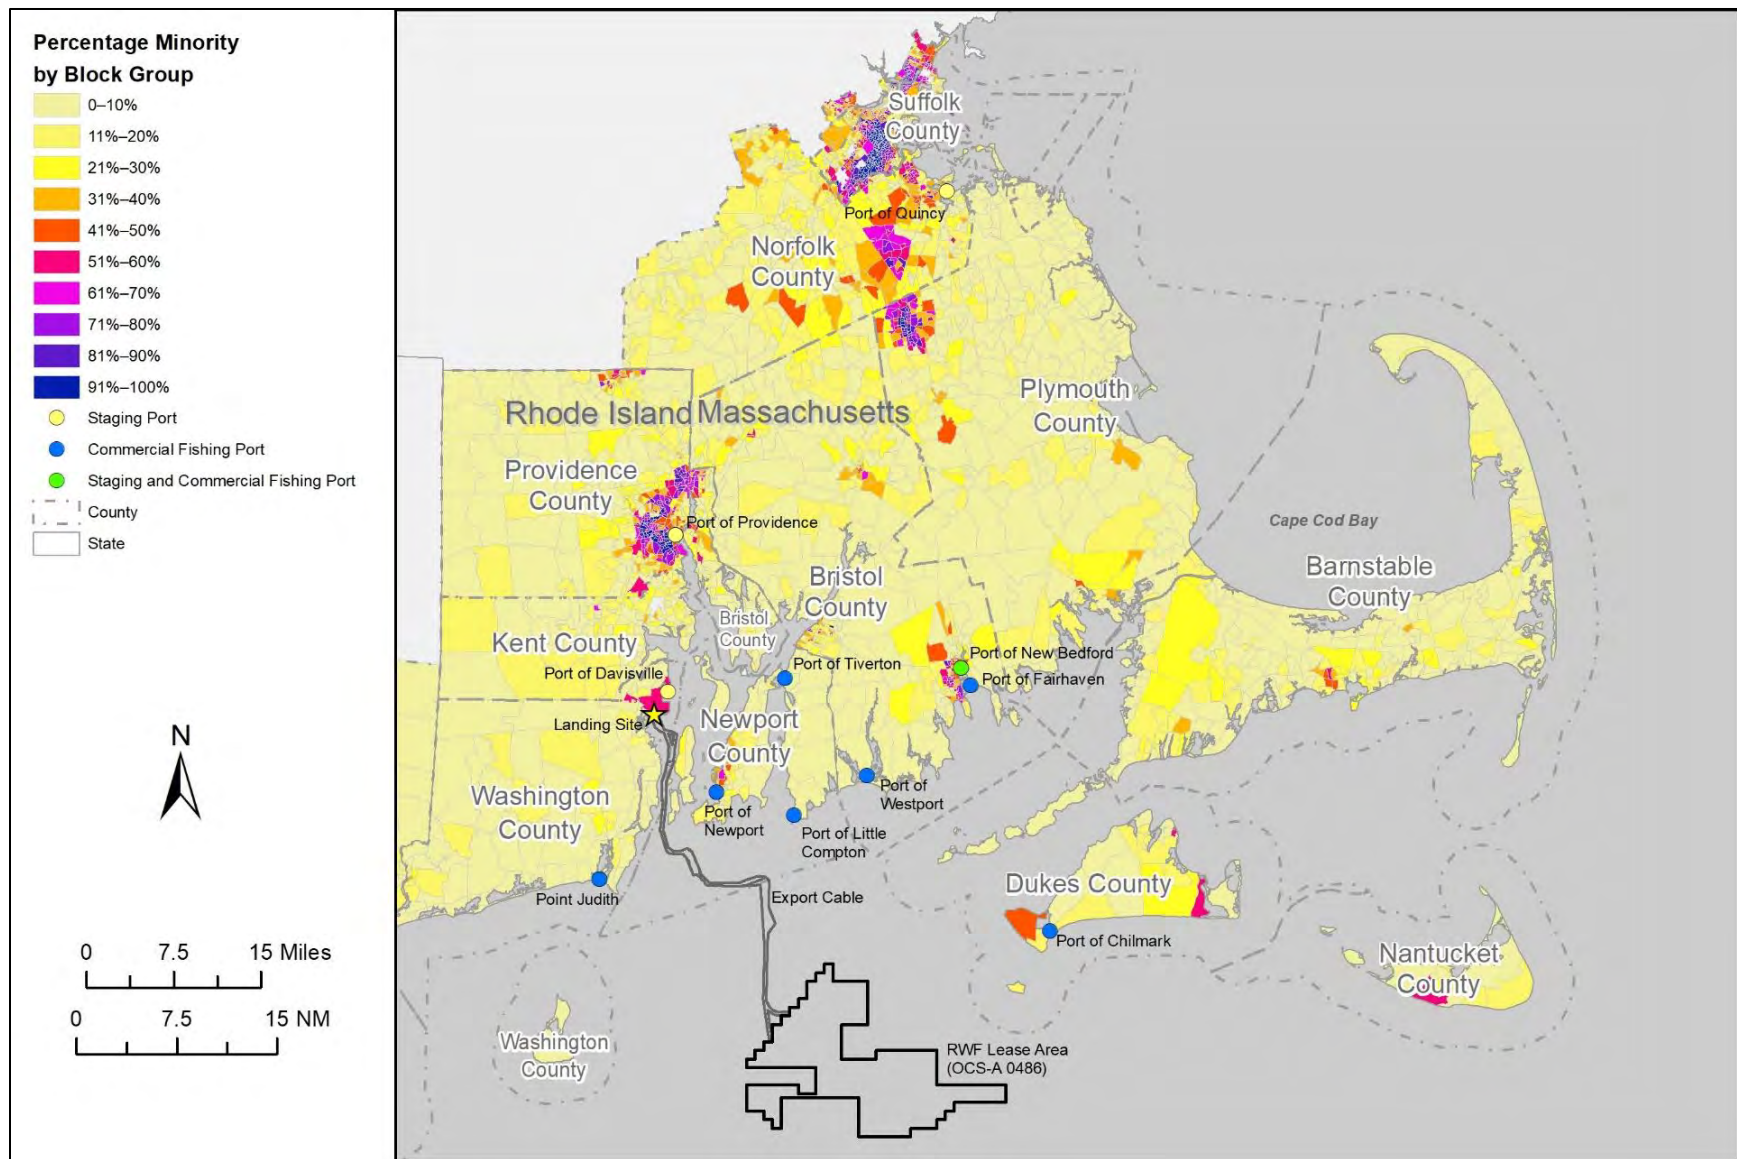 Percentage Minority
by Block Group
0–10%
11%–20%
21%–30%
31%–40%
41%–50%
51%–60%
61%–70%
71%–80%
81%–90%
91%–100%
Staging Port
Commercial Fishing Port
Staging and Commercial Fishing Port
County
State
N
0 7.5 15 Miles
0 7.5 15 NM
Suffolk
County
Port of Quincy
Norfolk
County
Plymouth
County
Rhode Island
Massachusetts
Providence
County
Port of Providence
Cape Cod Bay
Bristol
County
Barnstable
County
Bristol
County
Kent County
Port of Davisville
Port of Tiverton
Port of New Bedford
Port of Fairhaven
Landing Site
Newport
County
Washington
County
Port of
Newport
Port of
Westport
Port of Little
Compton
Point Judith
Export Cable
Dukes County
Port of Chilmark
Nantucket
County
Washington
County
RWF Lease Area
(OCS-A 0486)